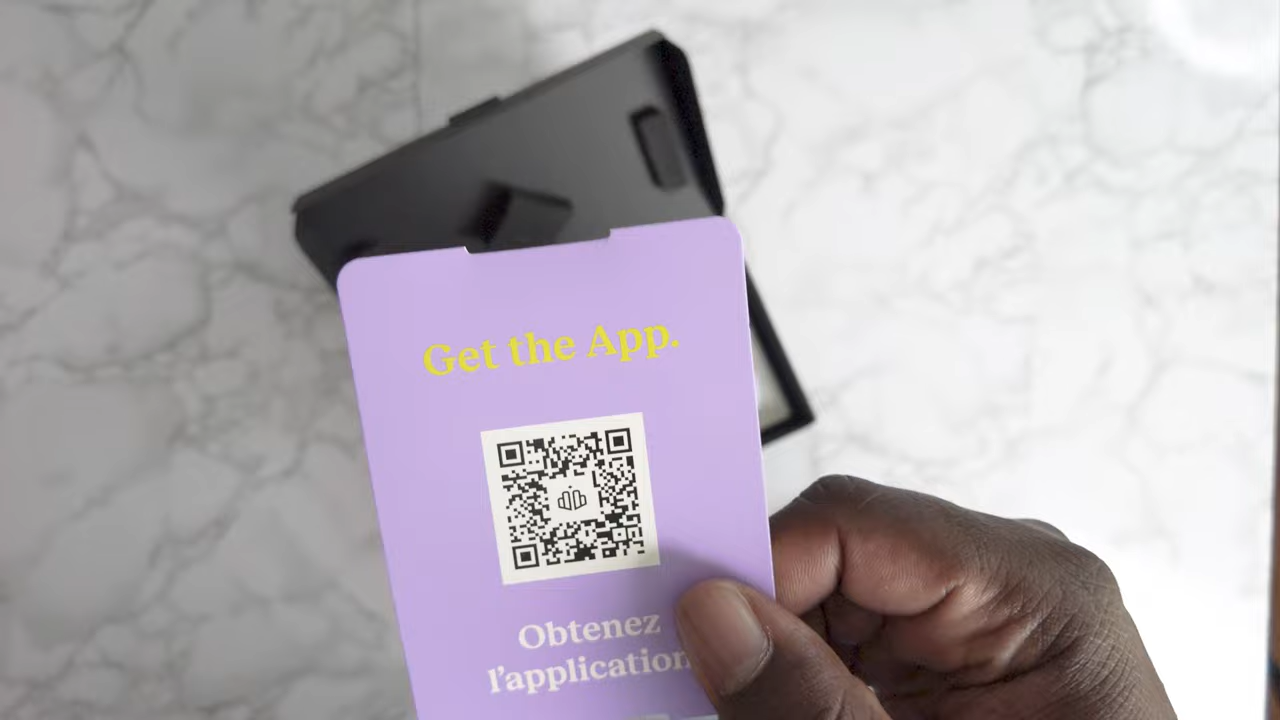 Get the App.
Obtenez
l'application